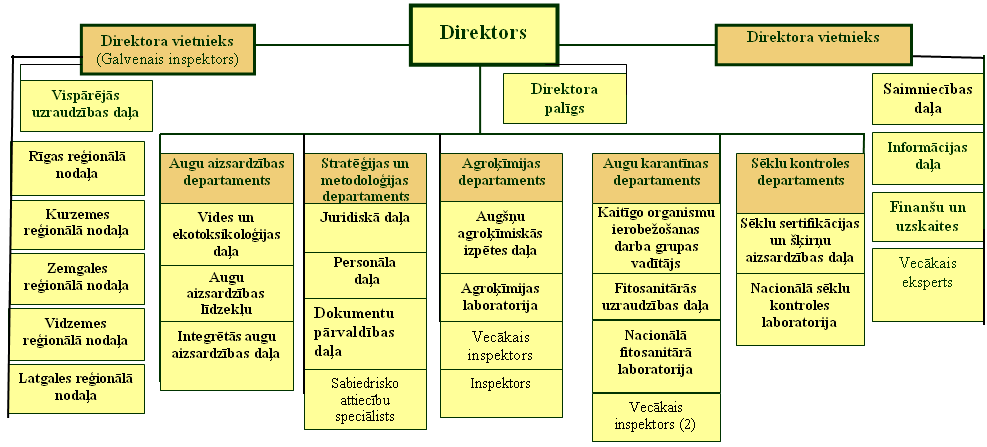 Direktors
Direktora vietnieks
(Galvenais inspektors)
Direktora vietnieks
Direktora
palīgs
Vispārējās
uzraudzības daļa
Rīgas reģionālā
nodaļa
Kurzemes
reģionālā nodaļa
Zemgales
reģionālā nodaļa
Vidzemes
reģionālā nodaļa
Latgales reģionālā
nodaļa
Augu aizsardzības
departaments
Vides un
ekotoksikoloģijas
daļa
Augu
aizsardzības
līdzekļu
Integrētās augu
aizsardzības daļa
Stratēģijas un
metodoloģijas
departaments
Juridiskā daļa
Personāla
daļa
Dokumentu
pārvaldības
daļa
Sabiedrisko
attiecību
speciālists
Agroķīmijas
departaments
Augšņu
agroķīmiskās
izpētes daļa
Agroķīmijas
laboratorija
Vecākais
inspektors
Inspektors
Augu karantīnas
departaments
Kaitīgo organismu
ierobežošanas
darba grupas
vadītājs
Fitosanitārās
uzraudzības daļa
Nacionālā
fitosanitārā
laboratorija
Vecākais
inspektors (2)
Sēklu kontroles
departaments
Sēklu sertifikācijas
un šķirņu
aizsardzības daļa
Nacionālā sēklu
kontroles
laboratorija
Saimniecības
daļa
Informācijas
daļa
Finanšu un
uzskaites
Vecākais
eksperts